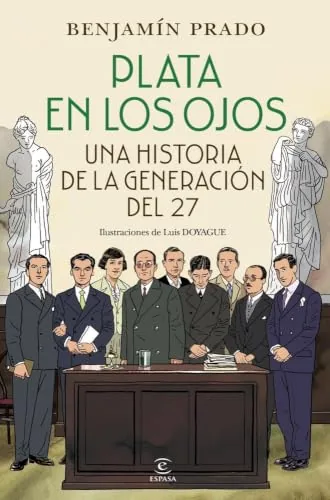 BENJAMÍN PRADO
PLATA
EN LOS OJOS
UNA HISTORIA
DE LA GENERACIÓN
DEL 27
Ilustraciones de Luis DOYAGUE
e
ESPASA